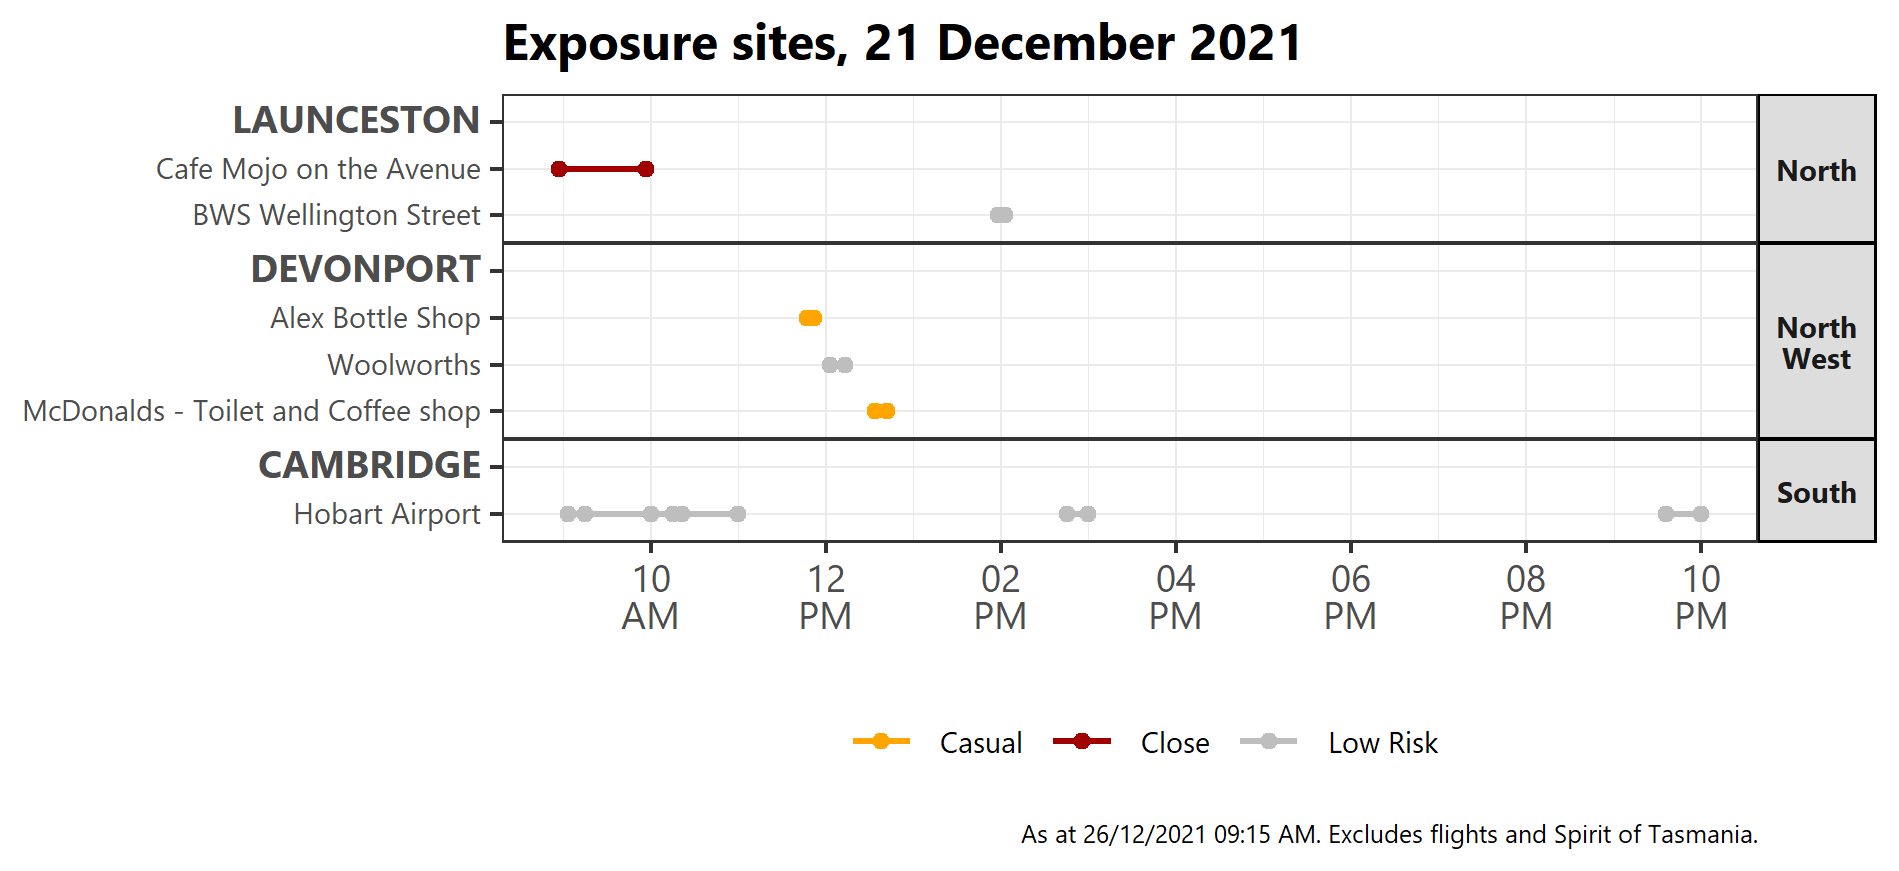 Exposure sites, 21 December 2021
LAUNCESTON
Cafe Mojo on the Avenue
BWS Wellington Street
North
DEVONPORT
Alex Bottle Shop
Woolworths
McDonalds - Toilet and Coffee shop
North
West
CAMBRIDGE
Hobart Airport
South
10 12 02 04 06 08 10
AM PM PM PM PM PM PM
Casual Close Low Risk
As at 26/12/2021 09:15 AM. Excludes flights and Spirit of Tasmania.